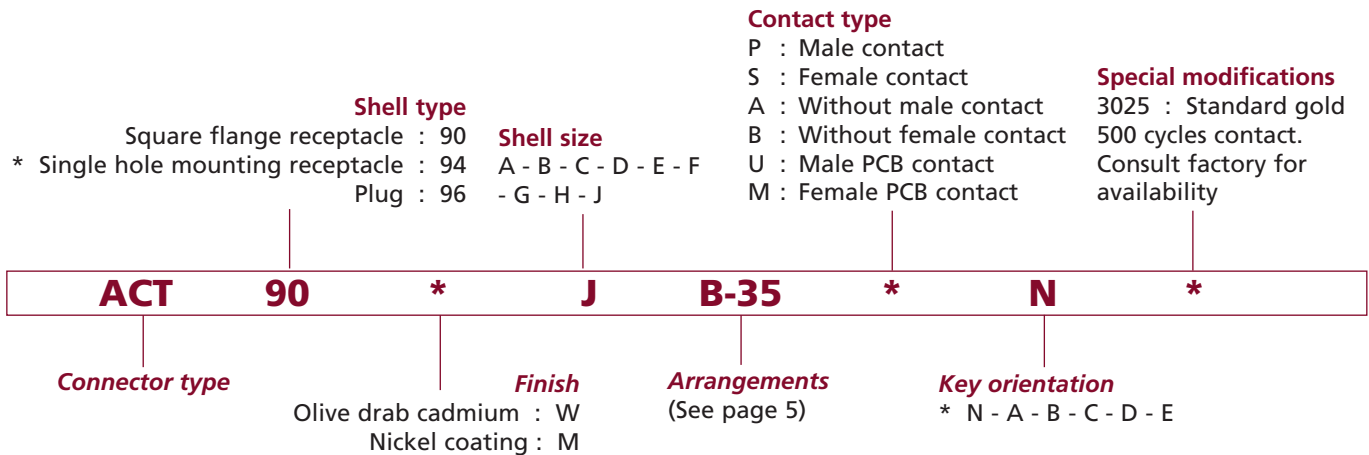 Contact type
P : Male contact
S : Female contact
A : Without male contact
B : Without female contact
U : Male PCB contact
M : Female PCB contact
Special modifications
3025 : Standard gold
500 cycles contact.
Consult factory for
availability
Shell type
Square flange receptacle : 90
* Single hole mounting receptacle : 94
Plug : 96
Shell size
A - B - C - D - E - F
- G - H - J
ACT 90 * J B-35 * N *
Connector type
Finish
Olive drab cadmium : W
Nickel coating : M
Arrangements
(See page 5)
Key orientation
* N - A - B - C - D - E